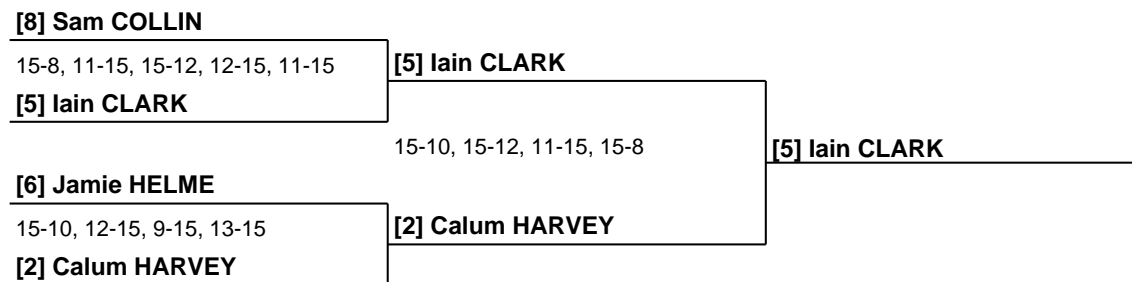 [8] Sam COLLIN
15-8, 11-15, 15-12, 12-15, 11-15
[5] Iain CLARK
[5] Iain CLARK
15-10, 15-12, 11-15, 15-8
[5] Iain CLARK
[6] Jamie HELME
15-10, 12-15, 9-15, 13-15
[2] Calum HARVEY
[2] Calum HARVEY